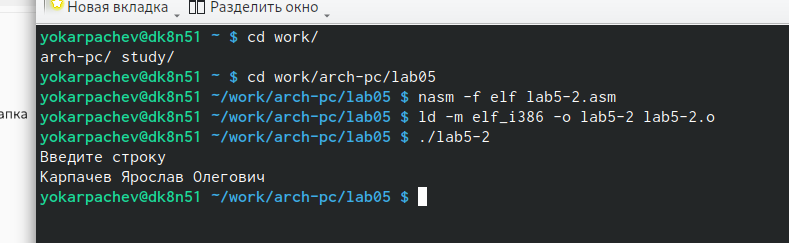 Новая вкладка Разделить окно
yokarpachev@dk8n51 ~ $ cd work/
arch-pc/ study/
yokarpachev@dk8n51 ~ $ cd work/arch-pc/lab05
yokarpachev@dk8n51 ~/work/arch-pc/lab05 $ nasm -f elf lab5-2.asm
апка
yokarpachev@dk8n51 ~/work/arch-pc/lab05 $ ld -m elf_i386 -o lab5-2 lab5-2.o
yokarpachev@dk8n51 ~/work/arch-pc/lab05 $ ./lab5-2
Введите строку
Карпачев Ярослав Олегович
yokarpachev@dk8n51 ~/work/arch-pc/lab05 $